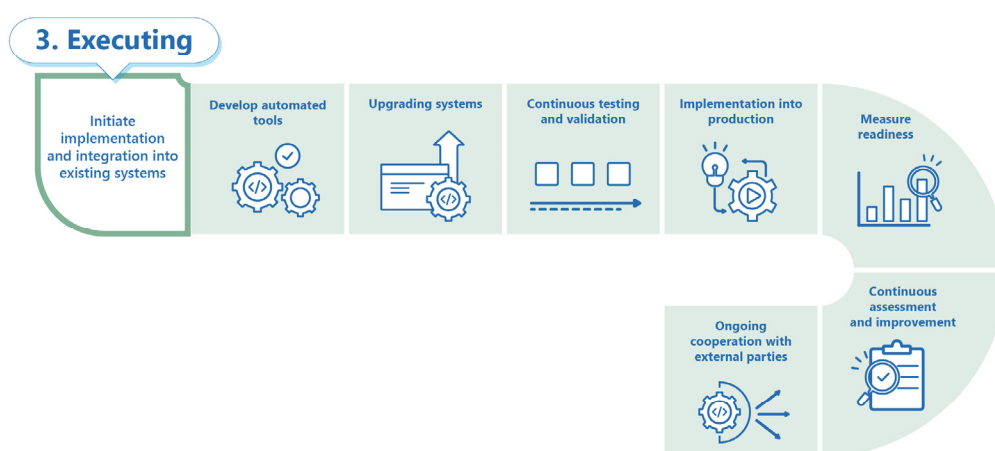 3. Executing
Initiate
implementation
and integration into
existing systems
Develop automated
tools
</>
Upgrading systems
</>
Continuous testing
and validation
Implementation into
production
Measure
readiness
Continuous
assessment
and improvement
Ongoing
cooperation with
external parties
</>